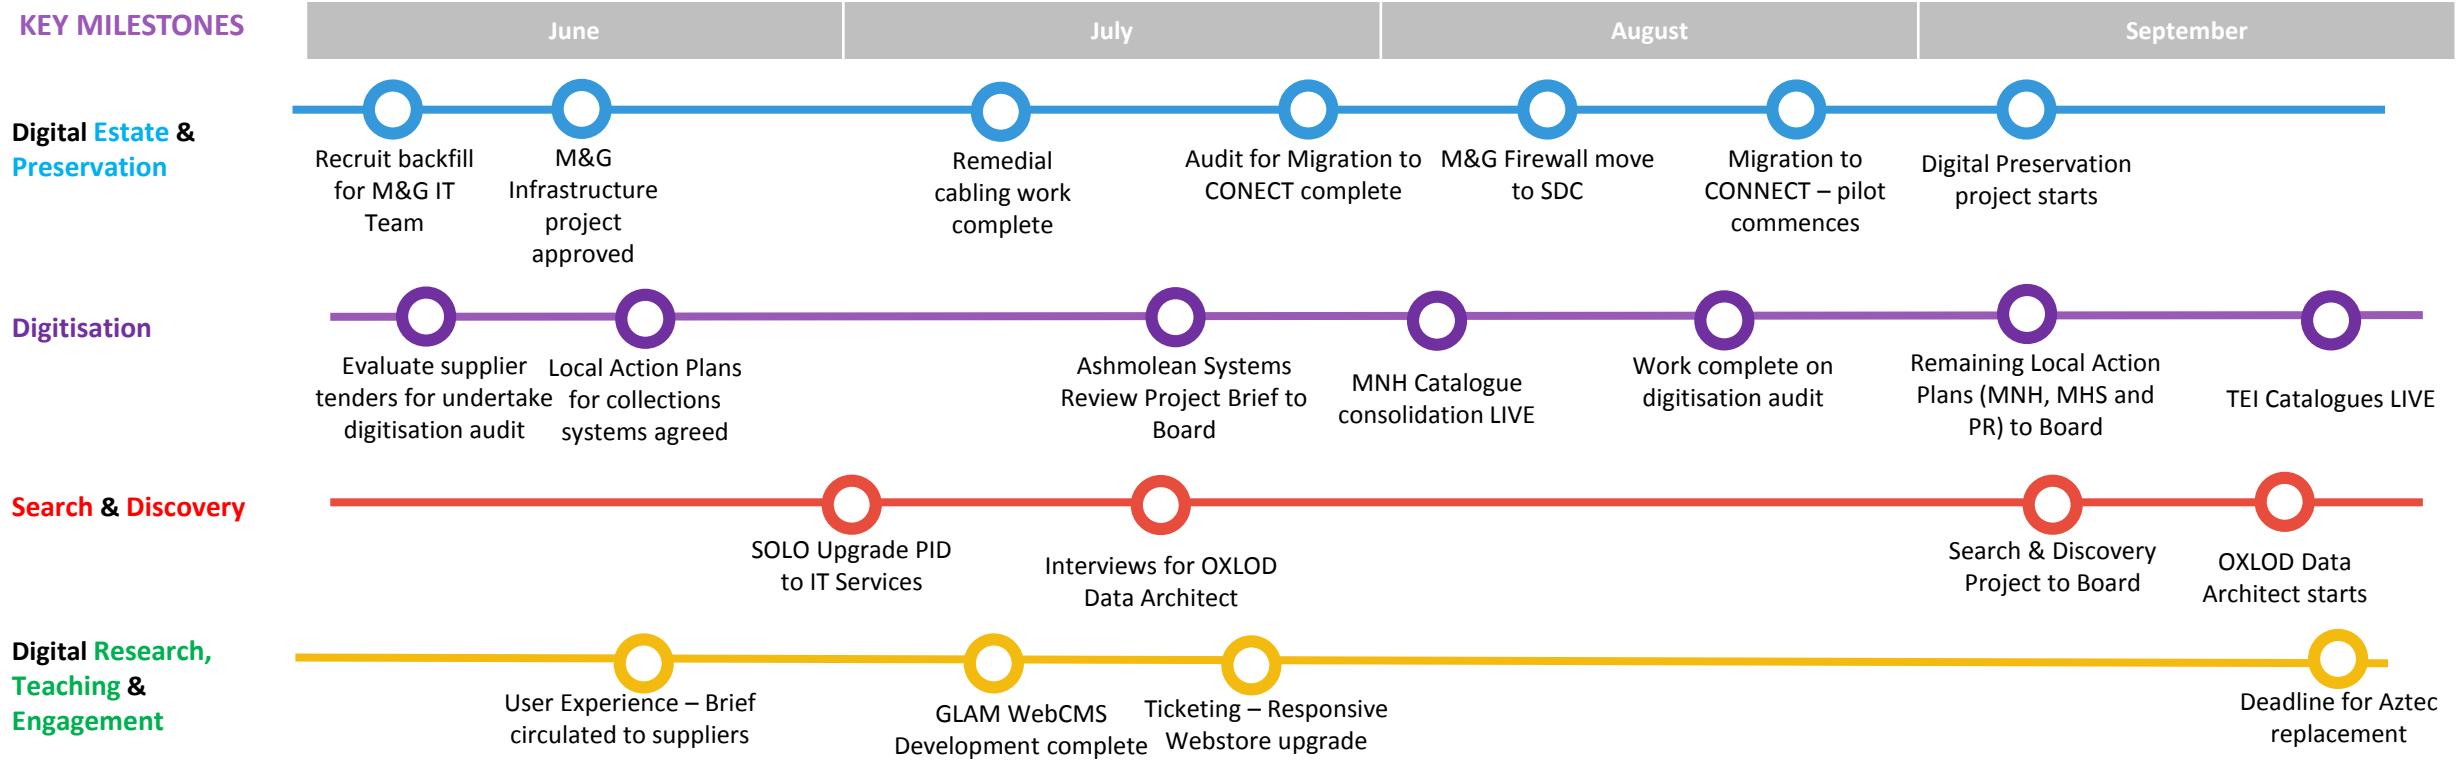 KEY MILESTONES
June
July
August
September
Digital Estate &
Preservation
Recruit backfill
for M&G IT
Team
M&G
Infrastructure
project
approved
Remedial
cabling work
complete
Audit for Migration to
CONECT complete
M&G Firewall move
to SDC
Migration to
CONNECT – pilot
commences
Digital Preservation
project starts
Digitisation
Evaluate supplier
tenders for undertake
digitisation audit
Local Action Plans
for collections
systems agreed
Ashmolean Systems
Review Project Brief to
Board
MNH Catalogue
consolidation LIVE
Work complete on
digitisation audit
Remaining Local Action
Plans (MNH, MHS and
PR) to Board
TEI Catalogues LIVE
Search & Discovery
SOLO Upgrade PID
to IT Services
Interviews for OXLOD
Data Architect
Search & Discovery
Project to Board
OXLOD Data
Architect starts
Digital Research,
Teaching &
Engagement
User Experience – Brief
circulated to suppliers
GLAM WebCMS
Development complete
Ticketing – Responsive
Webstore upgrade
Deadline for Aztec
replacement